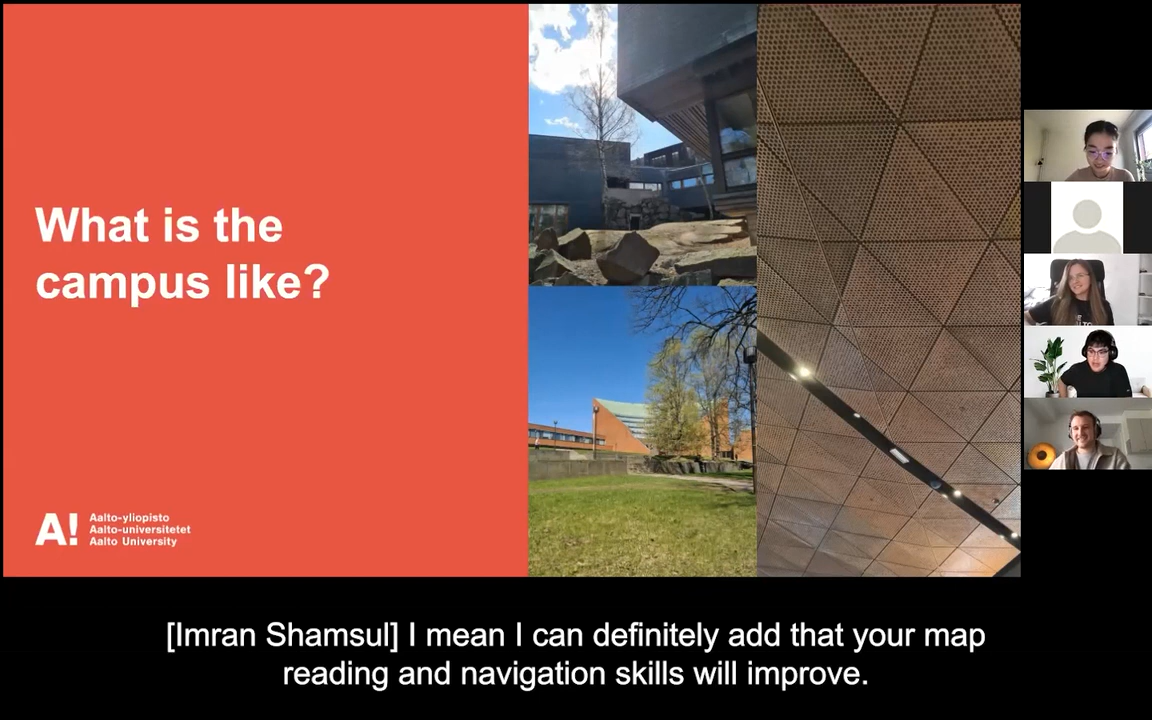 What is the
campus like?
A!
Aalto-yliopisto
Aalto-universitetet
Aalto University
[Imran Shamsul] I mean I can definitely add that your map
reading and navigation skills will improve.